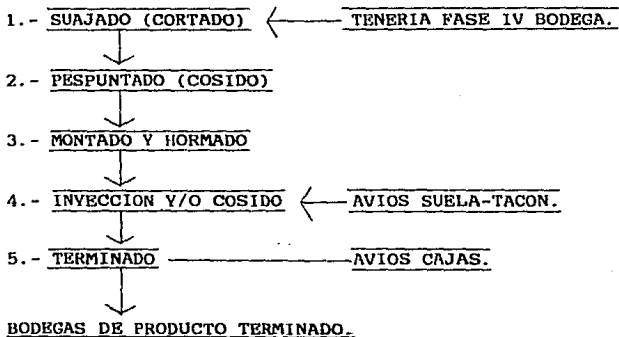 1.- SUAJADO (CORTADO) TENERIA FASE IV BODEGA.
2.- PESPUNTADO (COSIDO)
3.- MONTADO Y HORMADO
4.- INYECCION Y/O COSIDO AVIOS SUELA-TACON.
5.- TERMINADO AVIOS CAJAS.
BODEGAS DE PRODUCTO TERMINADO.